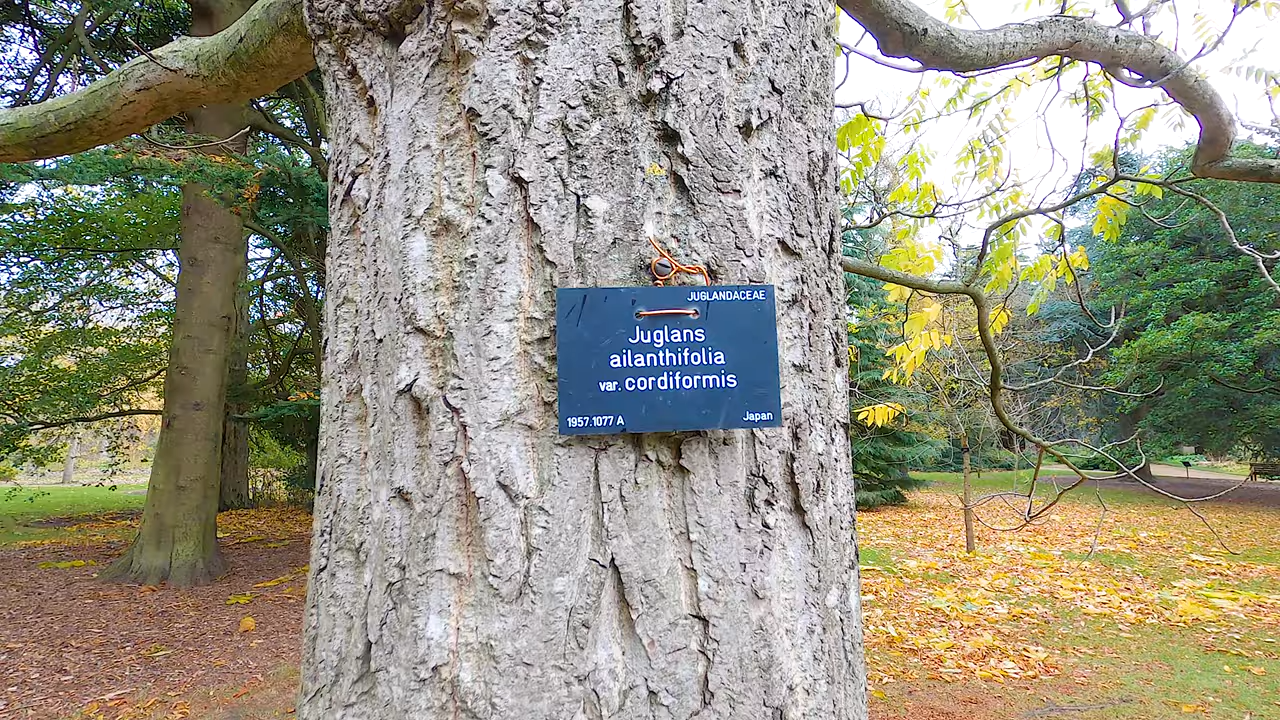 JUGLANDACEAE
Juglans
ailanthifolia
var. cordiformis
1957.1077 A
Japan